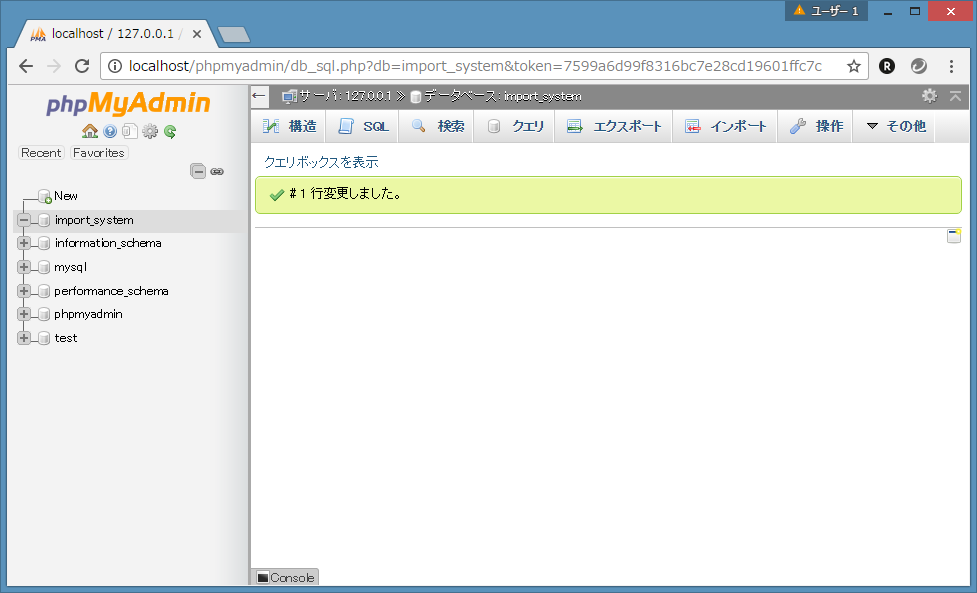 ユーザー 1
localhost / 127.0.0.1 /
localhost/phpmyadmin/db_sql.php?db=import_system&token=7599a6d99f8316bc7e28cd19601ffc7c
phpMyAdmin
Recent Favorites
New
import_system
information_schema
mysql
performance_schema
phpmyadmin
test
サーバ: 127.0.0.1 » データベース: import_system
構造 SQL 検索 クエリ エクスポート インポート 操作 その他
クエリボックスを表示
# 1 行変更しました。
Console